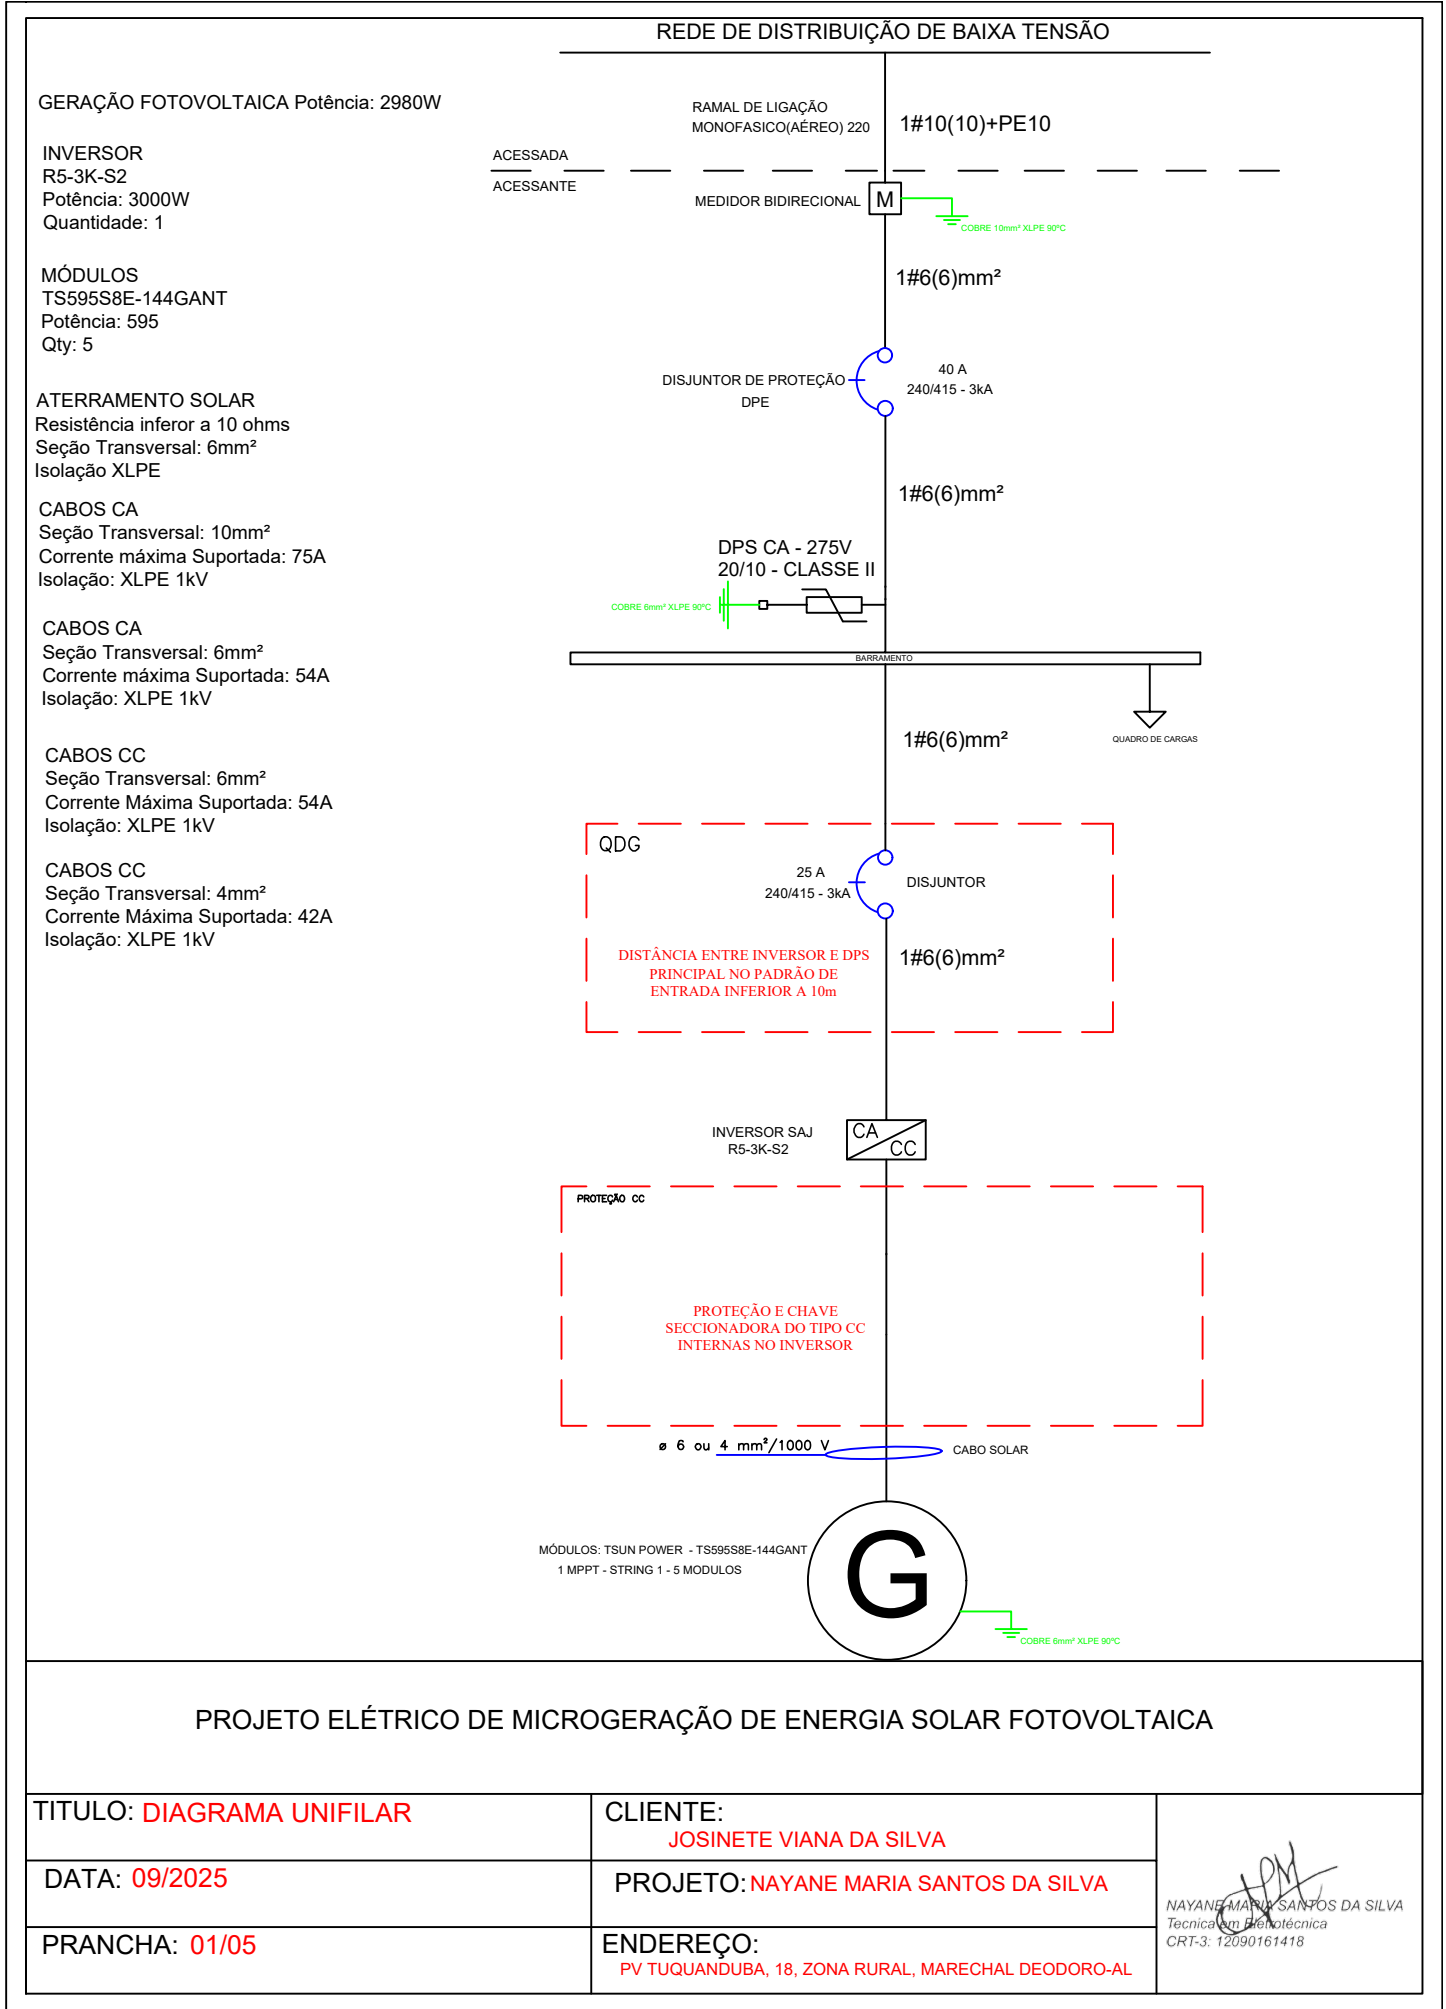 REDE DE DISTRIBUIÇÃO DE BAIXA TENSÃO
GERAÇÃO FOTOVOLTAICA Potência: 2980W
RAMAL DE LIGAÇÃO
MONOFASICO(AÉREO) 220
1#10(10)+PE10
INVERSOR
R5-3K-S2
Potência: 3000W
Quantidade: 1
ACESSADA
ACESSANTE
MEDIDOR BIDIRECIONAL
M
COBRE 10mm² XLPE 90ºC
MÓDULOS
TS595S8E-144GANT
Potência: 595
Qty: 5
1#6(6)mm²
DISJUNTOR DE PROTEÇÃO
DPE
40 A
240/415 - 3kA
ATERRAMENTO SOLAR
Resistência inferor a 10 ohms
Seção Transversal: 6mm²
Isolação XLPE
1#6(6)mm²
CABOS CA
Seção Transversal: 10mm²
Corrente máxima Suportada: 75A
Isolação: XLPE 1kV
DPS CA - 275V
20/10 - CLASSE II
COBRE 6mm² XLPE 90ºC
CABOS CA
Seção Transversal: 6mm²
Corrente máxima Suportada: 54A
Isolação: XLPE 1kV
BARRAMENTO
1#6(6)mm²
QUADRO DE CARGAS
CABOS CC
Seção Transversal: 6mm²
Corrente Máxima Suportada: 54A
Isolação: XLPE 1kV
QDG
25 A
240/415 - 3kA
DISJUNTOR
CABOS CC
Seção Transversal: 4mm²
Corrente Máxima Suportada: 42A
Isolação: XLPE 1kV
DISTÂNCIA ENTRE INVERSOR E DPS
PRINCIPAL NO PADRÃO DE
ENTRADA INFERIOR A 10m
1#6(6)mm²
INVERSOR SAJ
R5-3K-S2
CA
CC
PROTEÇÃO CC
PROTEÇÃO E CHAVE
SECCIONADORA DO TIPO CC
INTERNAS NO INVERSOR
ø 6 ou 4 mm²/1000 V
CABO SOLAR
MÓDULOS: TSUN POWER - TS595S8E-144GANT
1 MPPT - STRING 1 - 5 MODULOS
G
COBRE 6mm² XLPE 90ºC
PROJETO ELÉTRICO DE MICROGERAÇÃO DE ENERGIA SOLAR FOTOVOLTAICA
TITULO: DIAGRAMA UNIFILAR
CLIENTE:
JOSINETE VIANA DA SILVA
DATA: 09/2025
PROJETO: NAYANE MARIA SANTOS DA SILVA
PRANCHA: 01/05
ENDEREÇO:
PV TUQUANDUBA, 18, ZONA RURAL, MARECHAL DEODORO-AL
NAYANE MARIA SANTOS DA SILVA
Tecnica em Eletrotécnica
CRT-3: 12090161418